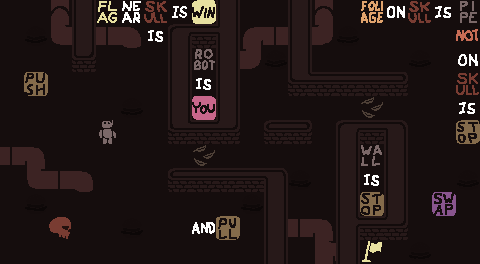 FLAG NEAR SKULL IS WIN
IS
FOLIAGE ON SKULL IS PIPE
NOT
ON
SKULL
IS
STOP
PUSH
ROBOT
IS
YOU
WALL
IS
STOP
SWAP
AND PULL